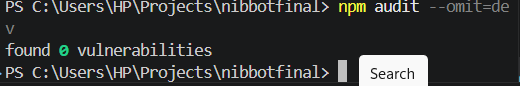 PS C:\Users\HP\Projects\nibbotfinal> npm audit --omit=de
v
found 0 vulnerabilities
PS C:\Users\HP\Projects\nibbotfinal>
Search